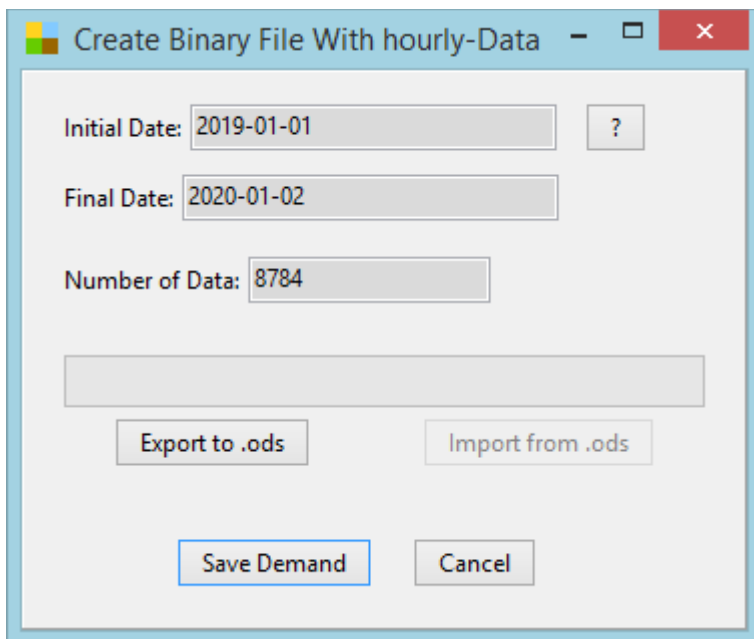 Create Binary File With hourly-Data
Initial Date: 2019-01-01 ?
Final Date: 2020-01-02
Number of Data: 8784
Export to .ods Import from .ods
Save Demand Cancel